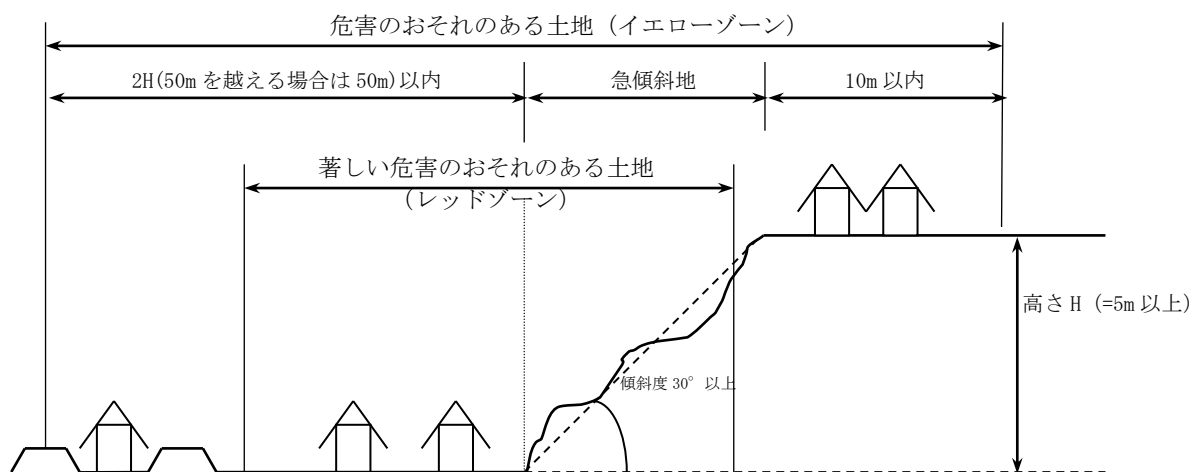 危害のおそれのある土地（イエローゾーン）
2H(50mを越える場合は50m)以内
急傾斜地
10m以内
著しい危害のおそれのある土地
（レッドゾーン）
高さH (=5m以上)
傾斜度30°以上